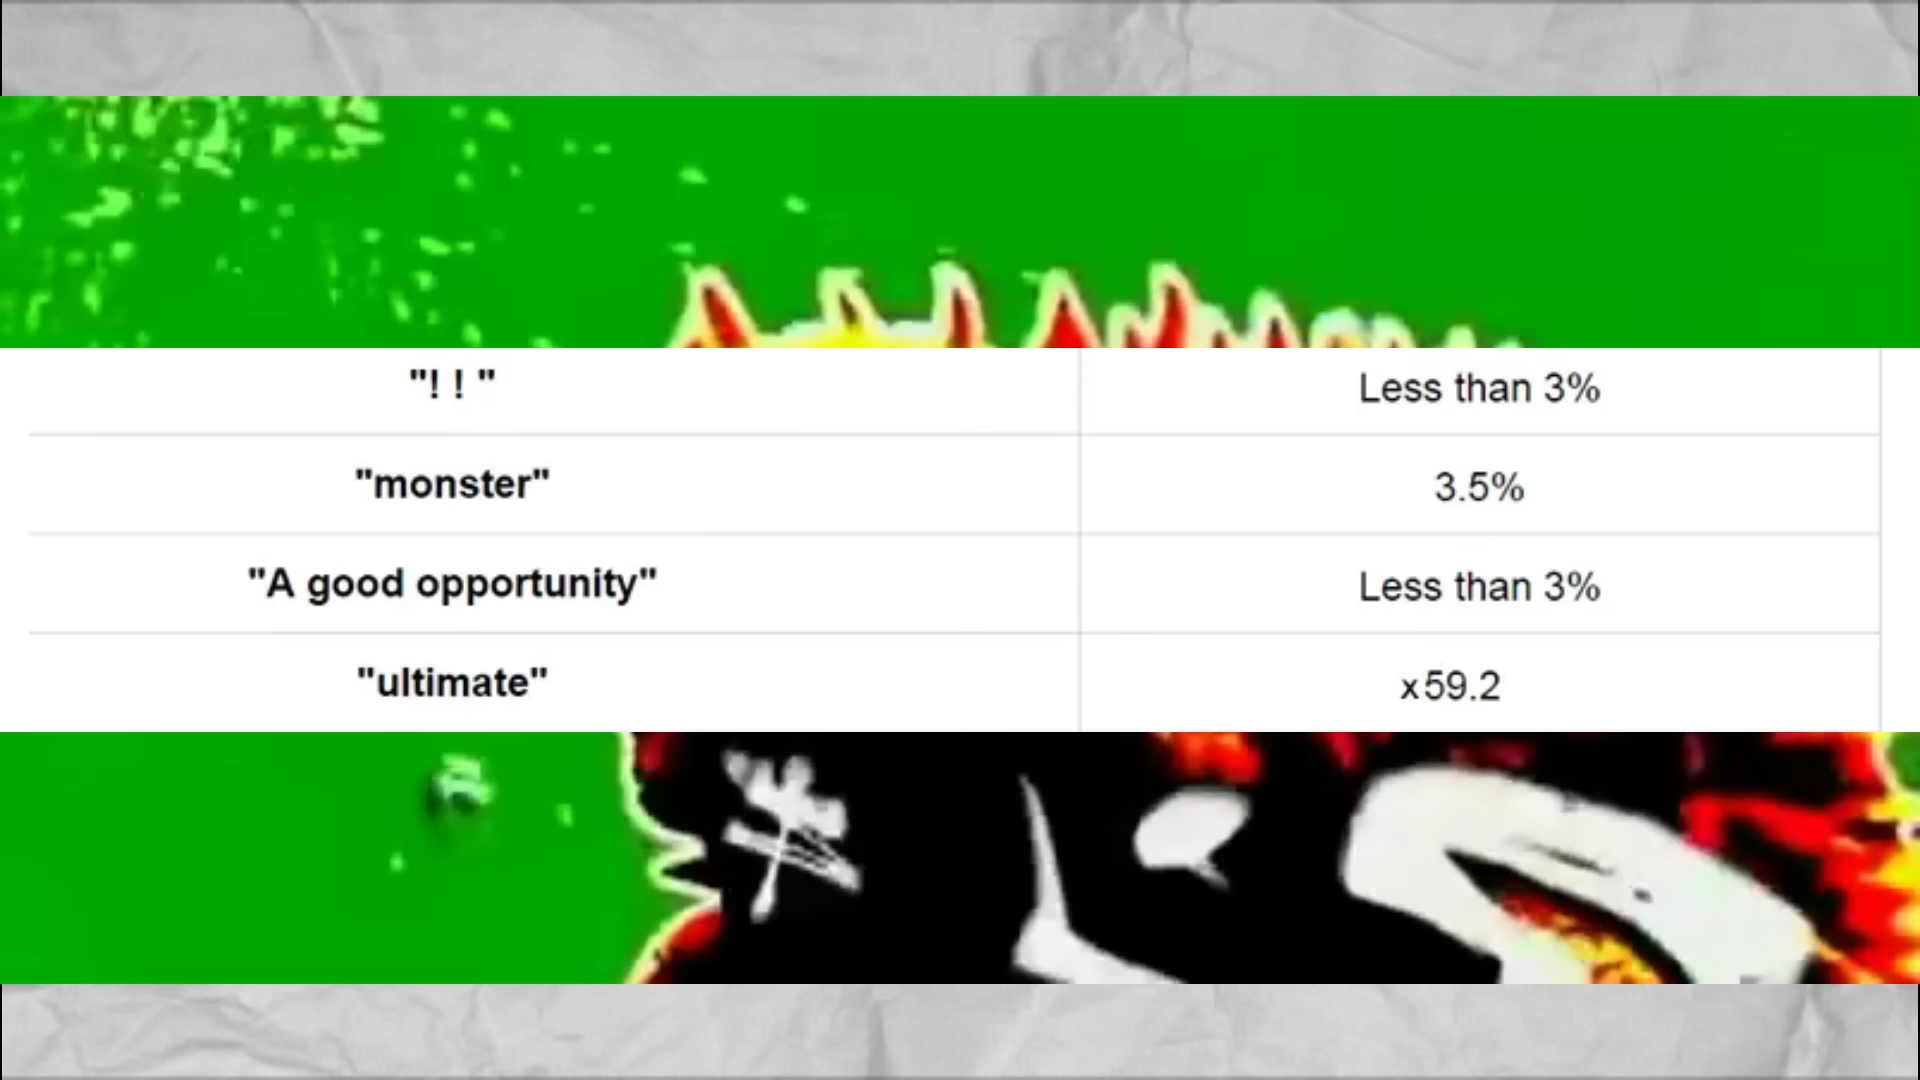 "! ! " Less than 3%
"monster" 3.5%
"A good opportunity" Less than 3%
"ultimate" x59.2